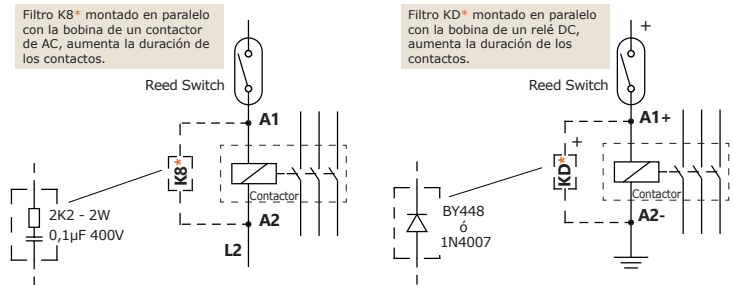 Filtro K8* montado en paralelo
con la bobina de un contactor
de AC, aumenta la duración de
los contactos.
Reed Switch
A1
K8*
Contactor
2K2 - 2W
0,1µF 400V
A2
L2
Filtro KD* montado en paralelo
con la bobina de un relé DC,
aumenta la duración de los
contactos.
+
Reed Switch
A1+
+
KD*
Contactor
BY448
ó
1N4007
A2-